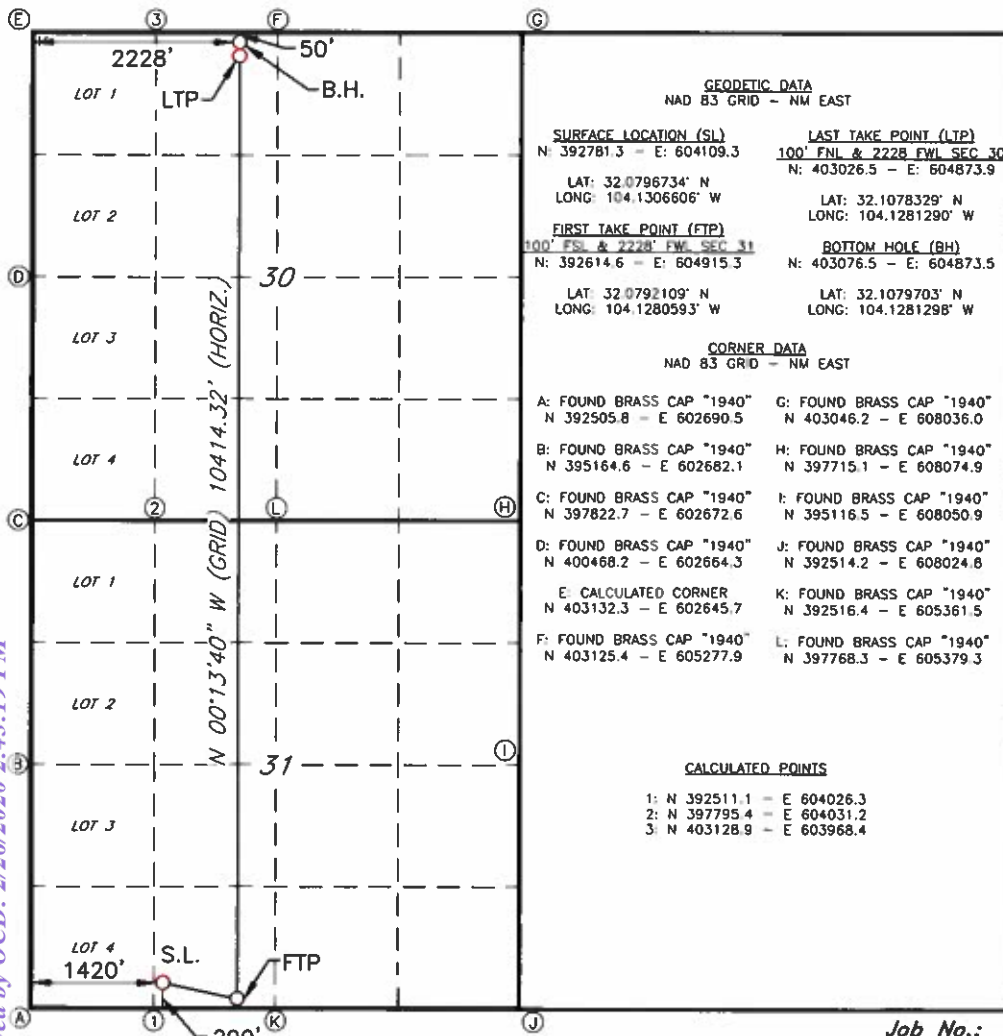 E 3 F G
2228'
50'
B.H.
LTP
LOT 1
LOT 2
D
30
LOT 3
LOT 4
C 2 L H
N 00°13'40" W (GRID) 10414.32' (HORIZ.)
LOT 1
LOT 2
B
31
I
LOT 3
LOT 4
S.L.
1420'
FTP
A 1 K J
GEODETIC DATA
NAD 83 GRID - NM EAST
SURFACE LOCATION (SL)
N: 392781.3 - E: 604109.3
LAT: 32.0796734° N
LONG: 104.1306606° W
FIRST TAKE POINT (FTP)
100' FSL & 2228' FWL SEC 31
N: 392614.6 - E: 604915.3
LAT: 32.0792109° N
LONG: 104.1280593° W
LAST TAKE POINT (LTP)
100' FNL & 2228 FWL SEC 30
N: 403026.5 - E: 604873.9
LAT: 32.1078329° N
LONG: 104.1281290° W
BOTTOM HOLE (BH)
N: 403076.5 - E: 604873.5
LAT: 32.1079703° N
LONG: 104.1281298° W
CORNER DATA
NAD 83 GRID - NM EAST
A: FOUND BRASS CAP "1940"
N 392505.8 - E 602690.5
B: FOUND BRASS CAP "1940"
N 395164.6 - E 602682.1
C: FOUND BRASS CAP "1940"
N 397822.7 - E 602672.6
D: FOUND BRASS CAP "1940"
N 400468.2 - E 602664.3
E: CALCULATED CORNER
N 403132.3 - E 602645.7
F: FOUND BRASS CAP "1940"
N 403125.4 - E 605277.9
G: FOUND BRASS CAP "1940"
N 403046.2 - E 608036.0
H: FOUND BRASS CAP "1940"
N 397715.1 - E 608074.9
I: FOUND BRASS CAP "1940"
N 395116.5 - E 608050.9
J: FOUND BRASS CAP "1940"
N 392514.2 - E 608024.8
K: FOUND BRASS CAP "1940"
N 392516.4 - E 605361.5
L: FOUND BRASS CAP "1940"
N 397768.3 - E 605379.3
CALCULATED POINTS
1: N 392511.1 - E 604026.3
2: N 397795.4 - E 604031.2
3: N 403128.9 - E 603968.4
Job No.: